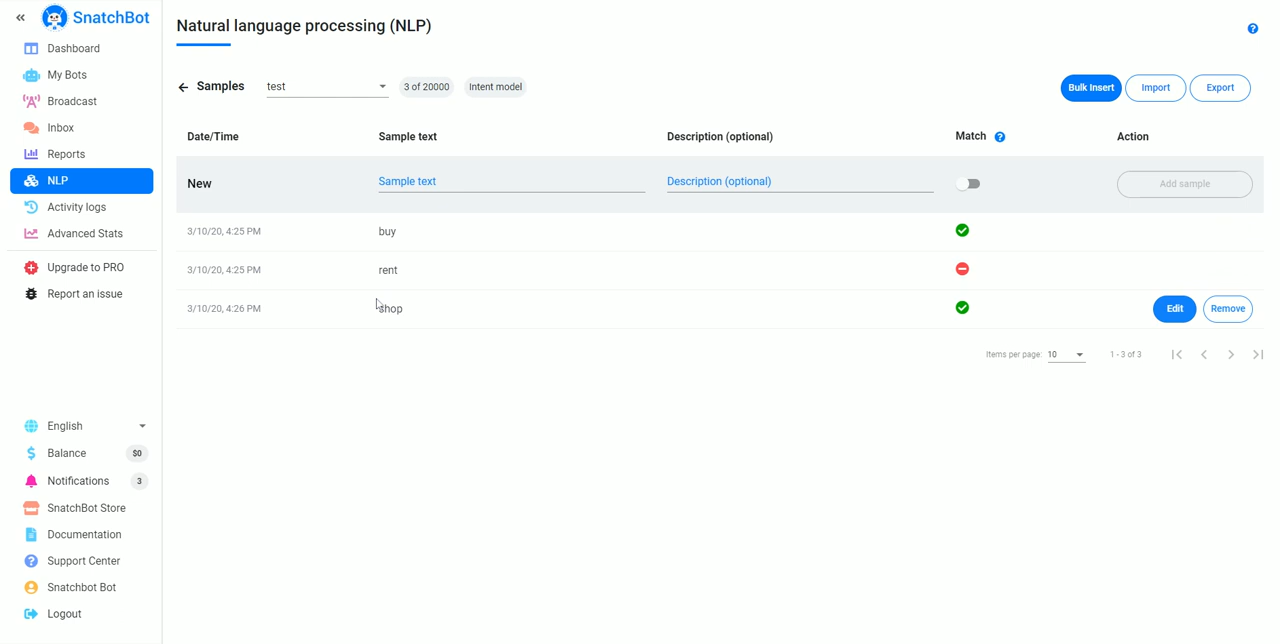 SnatchBot
Dashboard
My Bots
Broadcast
Inbox
Reports
NLP
Activity logs
Advanced Stats
Upgrade to PRO
Report an issue
English
Balance $0
Notifications 3
SnatchBot Store
Documentation
Support Center
Snatchbot Bot
Logout
Natural language processing (NLP)
Samples test 3 of 20000 Intent model Bulk Insert Import Export
Date/Time Sample text Description (optional) Match Action
New Sample text Description (optional) Add sample
3/10/20, 4:25 PM buy
3/10/20, 4:25 PM rent
3/10/20, 4:26 PM shop Edit Remove
Items per page: 10 1 - 3 of 3